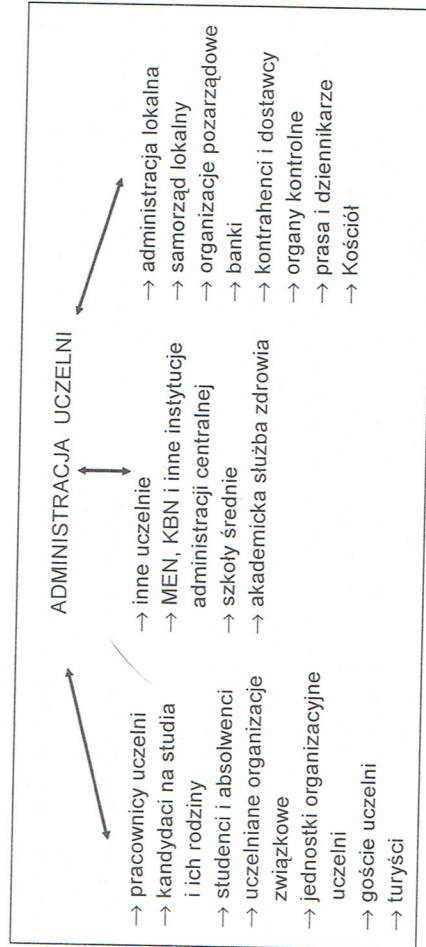 ADMINISTRACJA UCZELNI
→ pracownicy uczelni
→ kandydaci na studia
i ich rodziny
→ studenci i absolwenci
→ uczelniane organizacje
związkowe
→ jednostki organizacyjne
uczelni
→ goście uczelni
→ turyści
→ inne uczelnie
→ MEN, KBN i inne instytucje
administracji centralnej
→ szkoły średnie
→ akademicka służba zdrowia
→ administracja lokalna
→ samorząd lokalny
→ organizacje pozarządowe
→ banki
→ kontrahenci i dostawcy
→ organy kontrolne
→ prasa i dziennikarze
→ Kościół